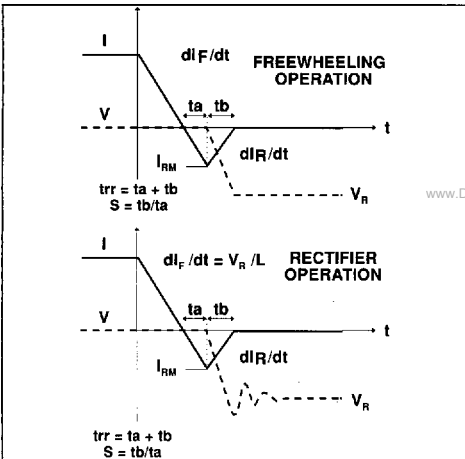 I
diF/dt
FREEWHEELING
OPERATION
V
ta tb
t
IRM
dIR/dt
trr = ta + tb
S = tb/ta
VR
www.D
I
dIF/dt = VR/L
RECTIFIER
OPERATION
V
ta tb
t
IRM
dIR/dt
VR
trr = ta + tb
S = tb/ta